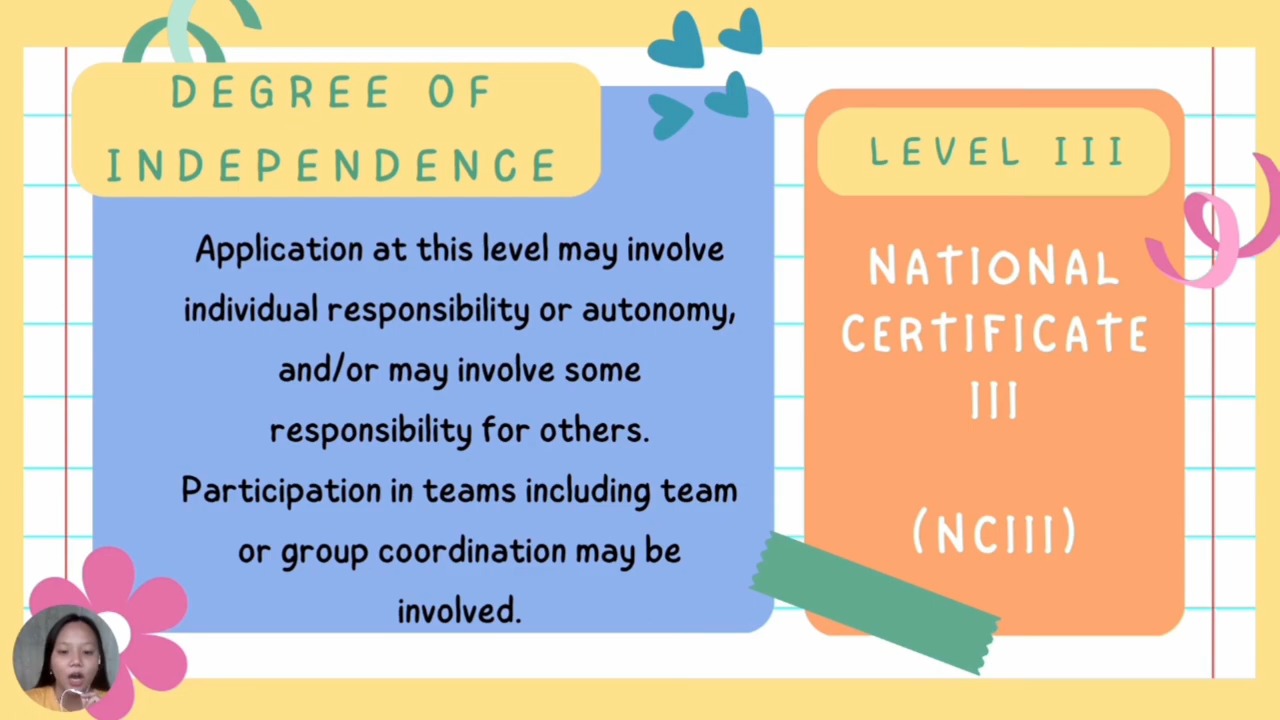 DEGREE OF
INDEPENDENCE
Application at this level may involve
individual responsibility or autonomy,
and/or may involve some
responsibility for others.
Participation in teams including team
or group coordination may be
involved.
LEVEL III
NATIONAL
CERTIFICATE
III
(NCIII)